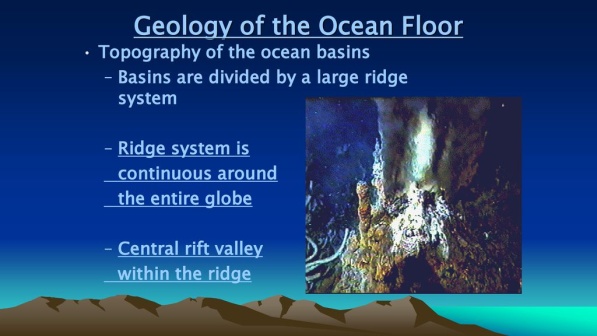 Geology of the Ocean Floor
• Topography of the ocean basins
– Basins are divided by a large ridge
system
– Ridge system is
continuous around
the entire globe
– Central rift valley
within the ridge